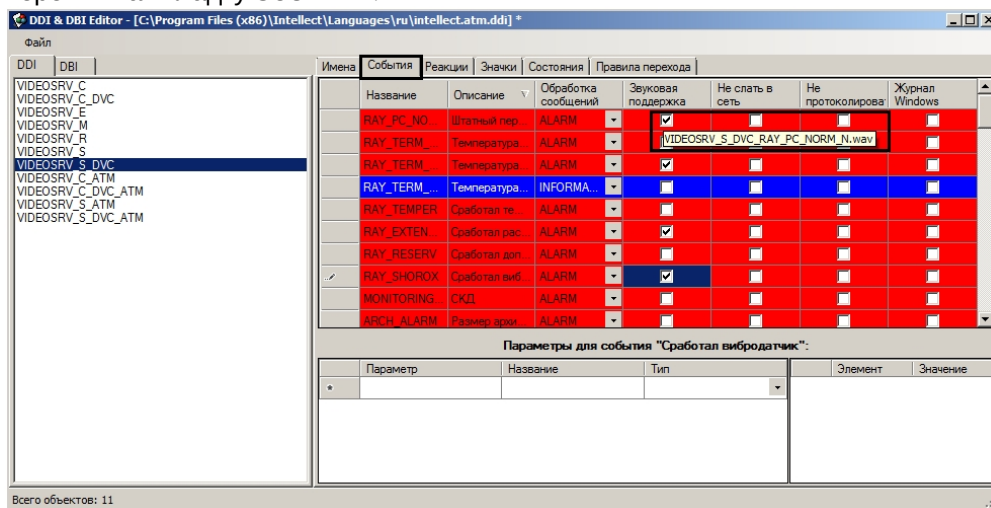 DDI & DBI Editor - [C:\Program Files (x86)\Intellect\Languages\ru\intellect.atm.ddi] *
Файл
DDI DBI
Имена События Реакции Значки Состояния Правила перехода
VIDEOSRV_C
VIDEOSRV_C_DVC
VIDEOSRV_E
VIDEOSRV_M
VIDEOSRV_R
VIDEOSRV_S
VIDEOSRV_S_DVC
VIDEOSRV_C_ATM
VIDEOSRV_C_DVC_ATM
VIDEOSRV_S_ATM
VIDEOSRV_S_DVC_ATM
Название Описание Обработка сообщений Звуковая поддержка Не слать в сеть Не протоколироват Журнал Windows
RAY_PC_NO... Штатный пер... ALARM
VIDEOSRV_S_DVC_RAY_PC_NORM_N.wav
RAY_TERM_... Температура... ALARM
RAY_TERM_... Температура... ALARM
RAY_TERM_... Температура... INFORMA...
RAY_TEMPER Сработал те... ALARM
RAY_EXTEN... Сработал рас... ALARM
RAY_RESERV Сработал доп... ALARM
RAY_SHOROX Сработал виб... ALARM
MONITORING... СКД ALARM
ARCH_ALARM Размер архи... ALARM
Параметры для события "Сработал вибродатчик":
Параметр Название Тип
Элемент Значение
*
Всего объектов: 11